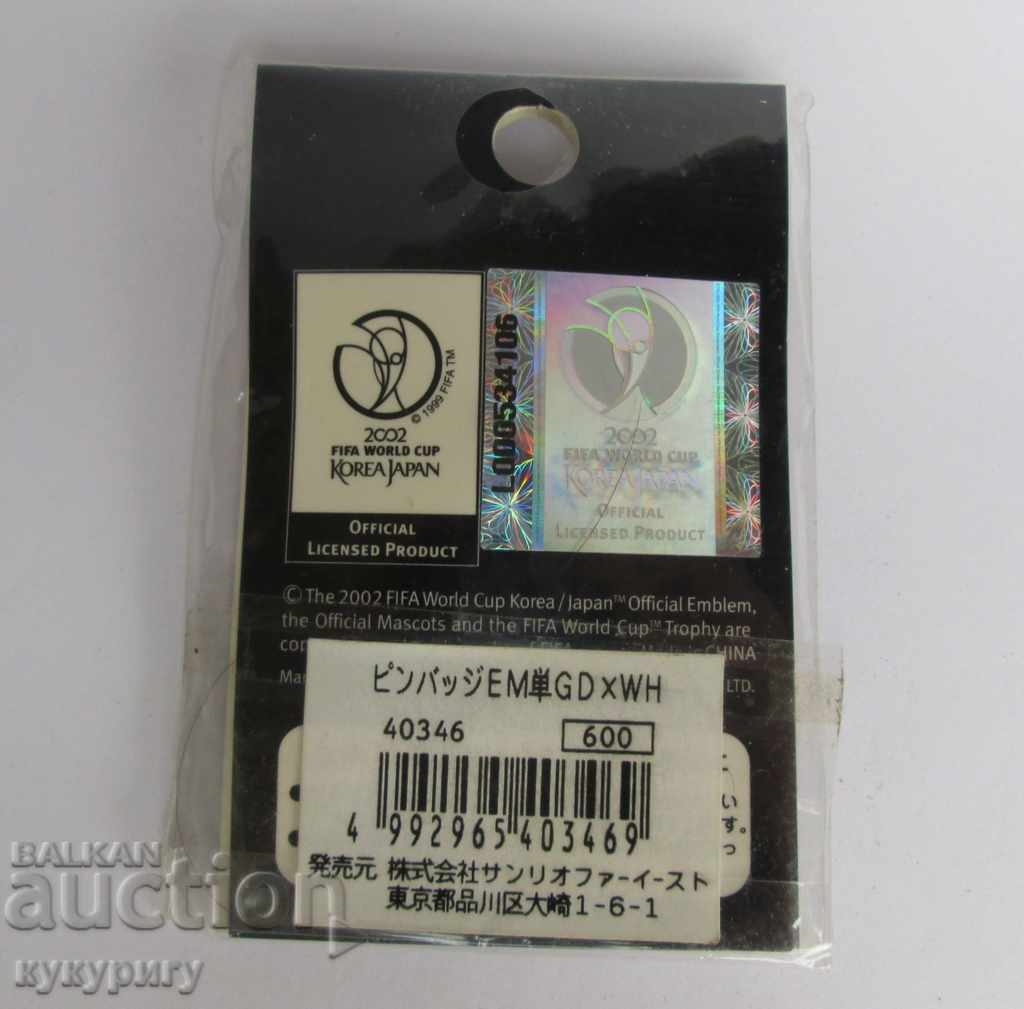 © 1999 FIFA TM
2002
FIFA WORLD CUP
KOREA JAPAN
OFFICIAL
LICENSED PRODUCT
L000534106
2002
FIFA WORLD CUP
KOREA JAPAN
OFFICIAL
LICENSED PRODUCT
© The 2002 FIFA World Cup Korea/Japan™ Official Emblem,
the Official Mascots and the FIFA World Cup™ Trophy are
CHINA
LTD.
ピンバッジEM単GD×WH
40346 600
4 992965 403469
発売元 株式会社サンリオファーイースト
東京都品川区大崎1-6-1
い
す。
っ
BALKAN
auction
кукуригу